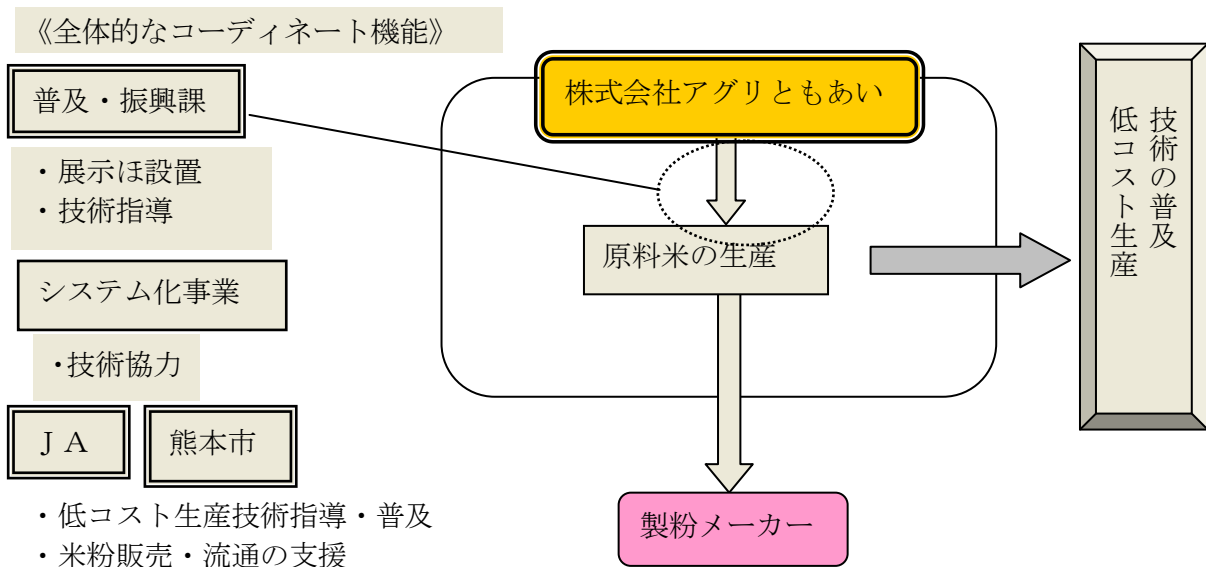 《全体的なコーディネート機能》
普及・振興課
・展示ほ設置
・技術指導
システム化事業
・技術協力
ＪＡ
熊本市
・低コスト生産技術指導・普及
・米粉販売・流通の支援
株式会社アグリともあい
原料米の生産
製粉メーカー
技術の普及
低コスト生産